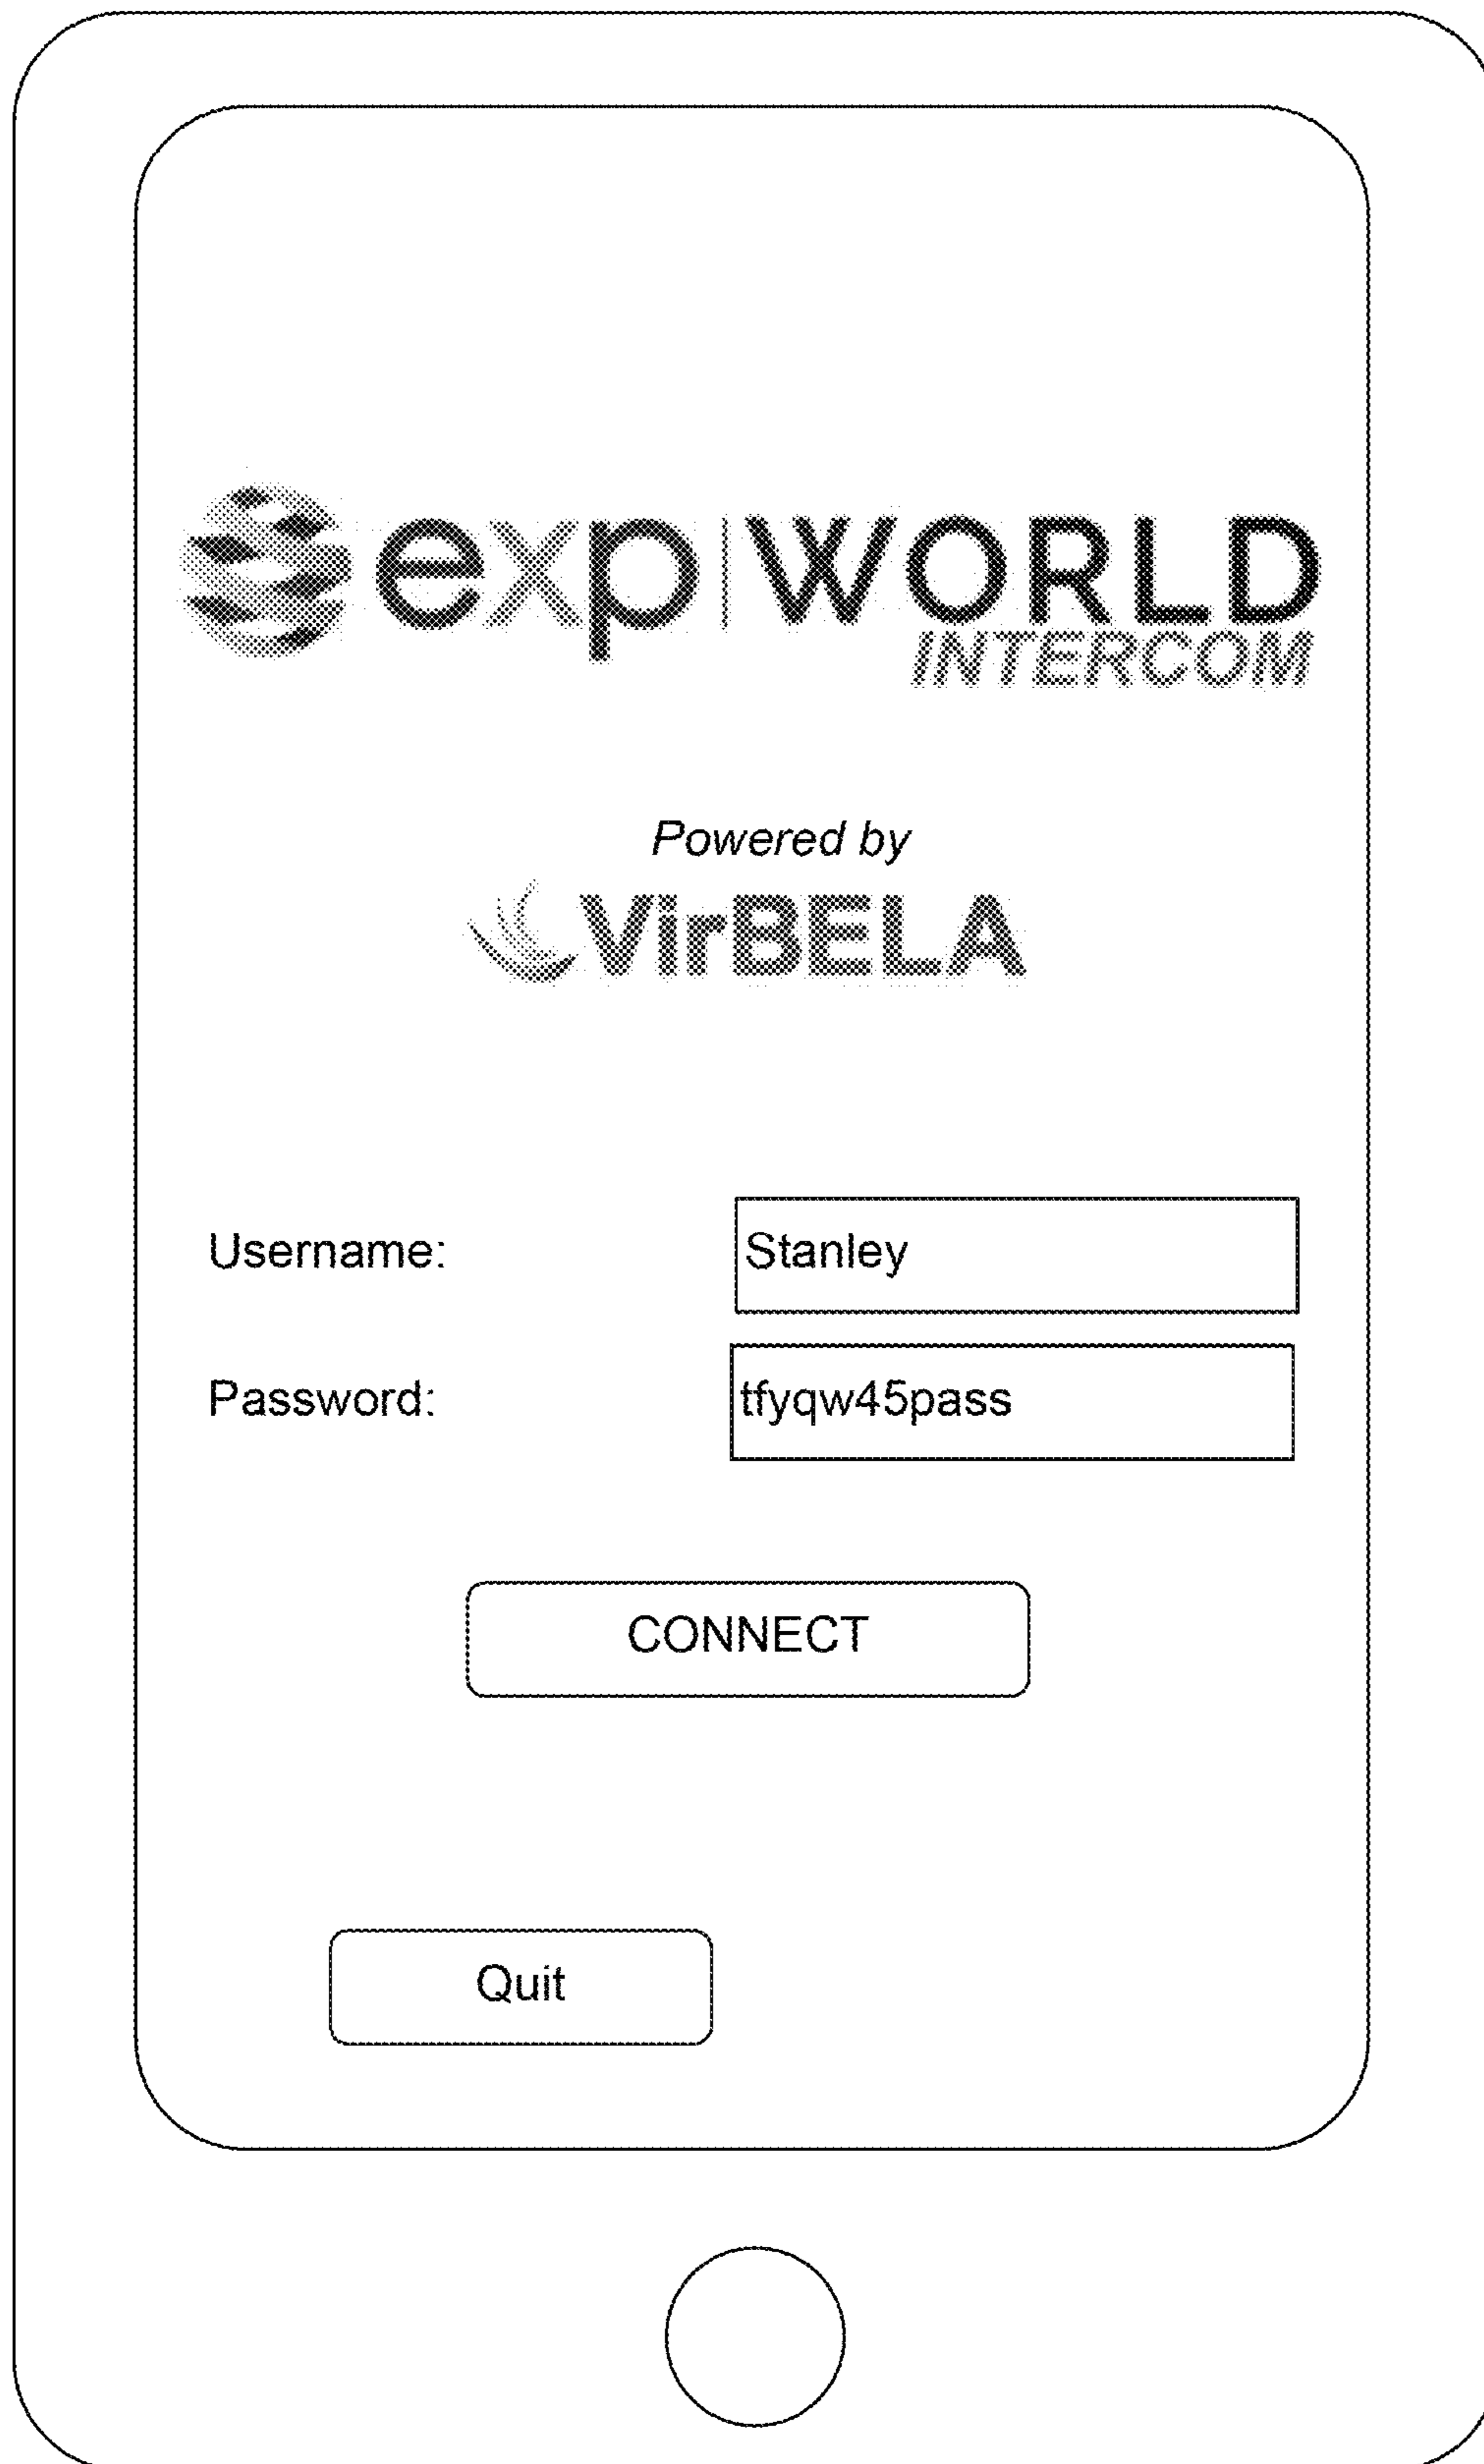 exp|WORLD
INTERCOM
Powered by
VirBELA
Username: Stanley
Password: tfyqw45pass
CONNECT
Quit